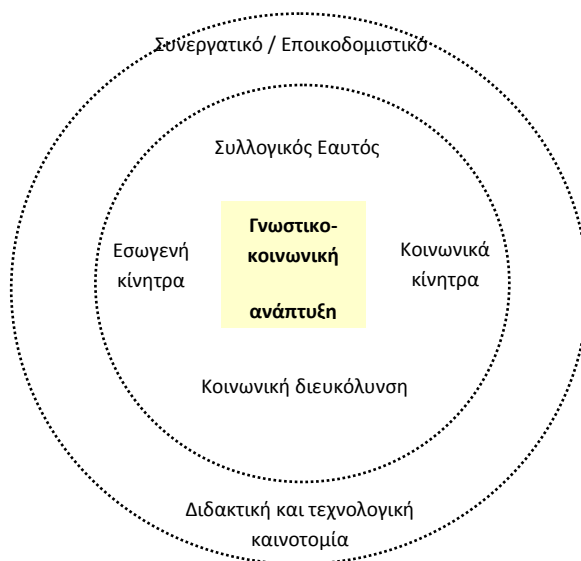 Συνεργατικό / Εποικοδομιστικό
Συλλογικός Εαυτός
Γνωστικο-
κοινωνική
ανάπτυξη
Εσωγενή
κίνητρα
Κοινωνικά
κίνητρα
Κοινωνική διευκόλυνση
Διδακτική και τεχνολογική
καινοτομία